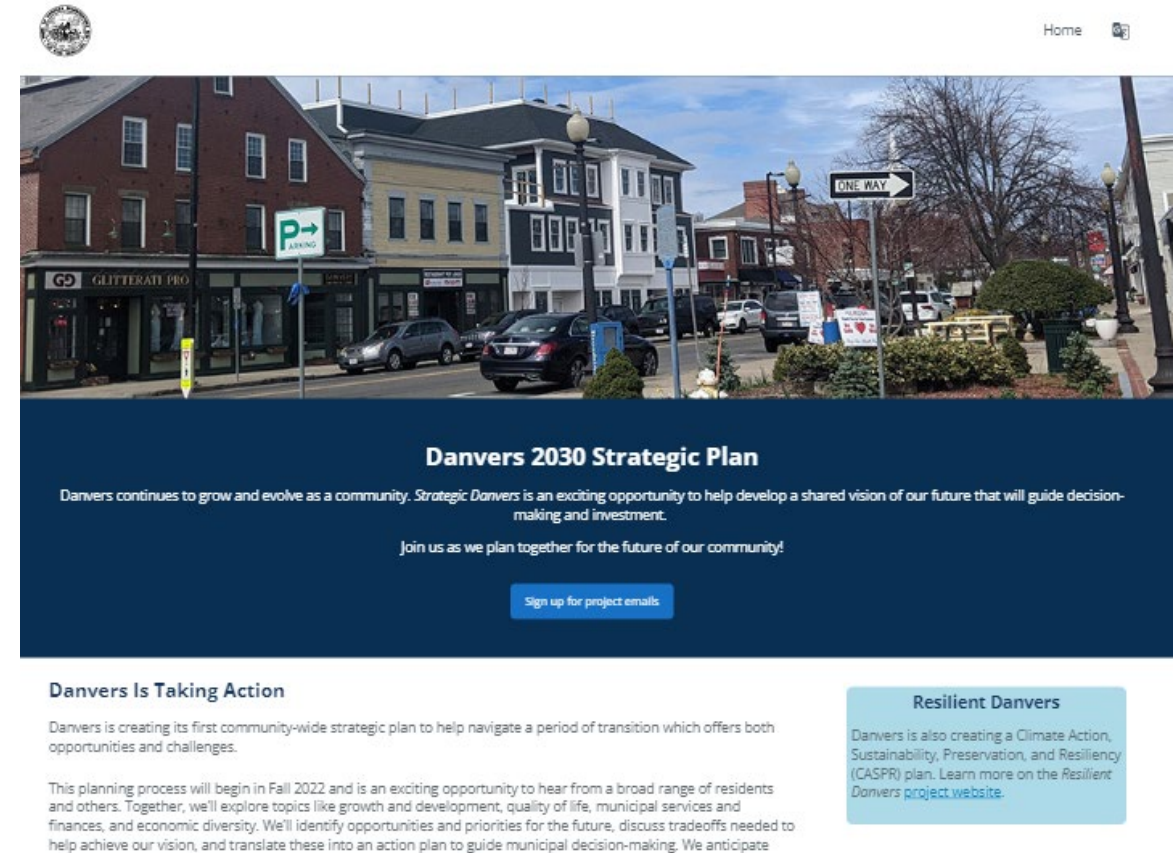 Home
GLITTERATI PRO
PARKING
ONE WAY
Danvers 2030 Strategic Plan
Danvers continues to grow and evolve as a community. Strategic Danvers is an exciting opportunity to help develop a shared vision of our future that will guide decision-
making and investment.
Join us as we plan together for the future of our community!
Sign up for project emails
Danvers Is Taking Action
Danvers is creating its first community-wide strategic plan to help navigate a period of transition which offers both
opportunities and challenges.
This planning process will begin in Fall 2022 and is an exciting opportunity to hear from a broad range of residents
and others. Together, we'll explore topics like growth and development, quality of life, municipal services and
finances, and economic diversity. We'll identify opportunities and priorities for the future, discuss tradeoffs needed to
help achieve our vision, and translate these into an action plan to guide municipal decision-making. We anticipate
Resilient Danvers
Danvers is also creating a Climate Action,
Sustainability, Preservation, and Resiliency
(CASPR) plan. Learn more on the Resilient
Danvers project website.